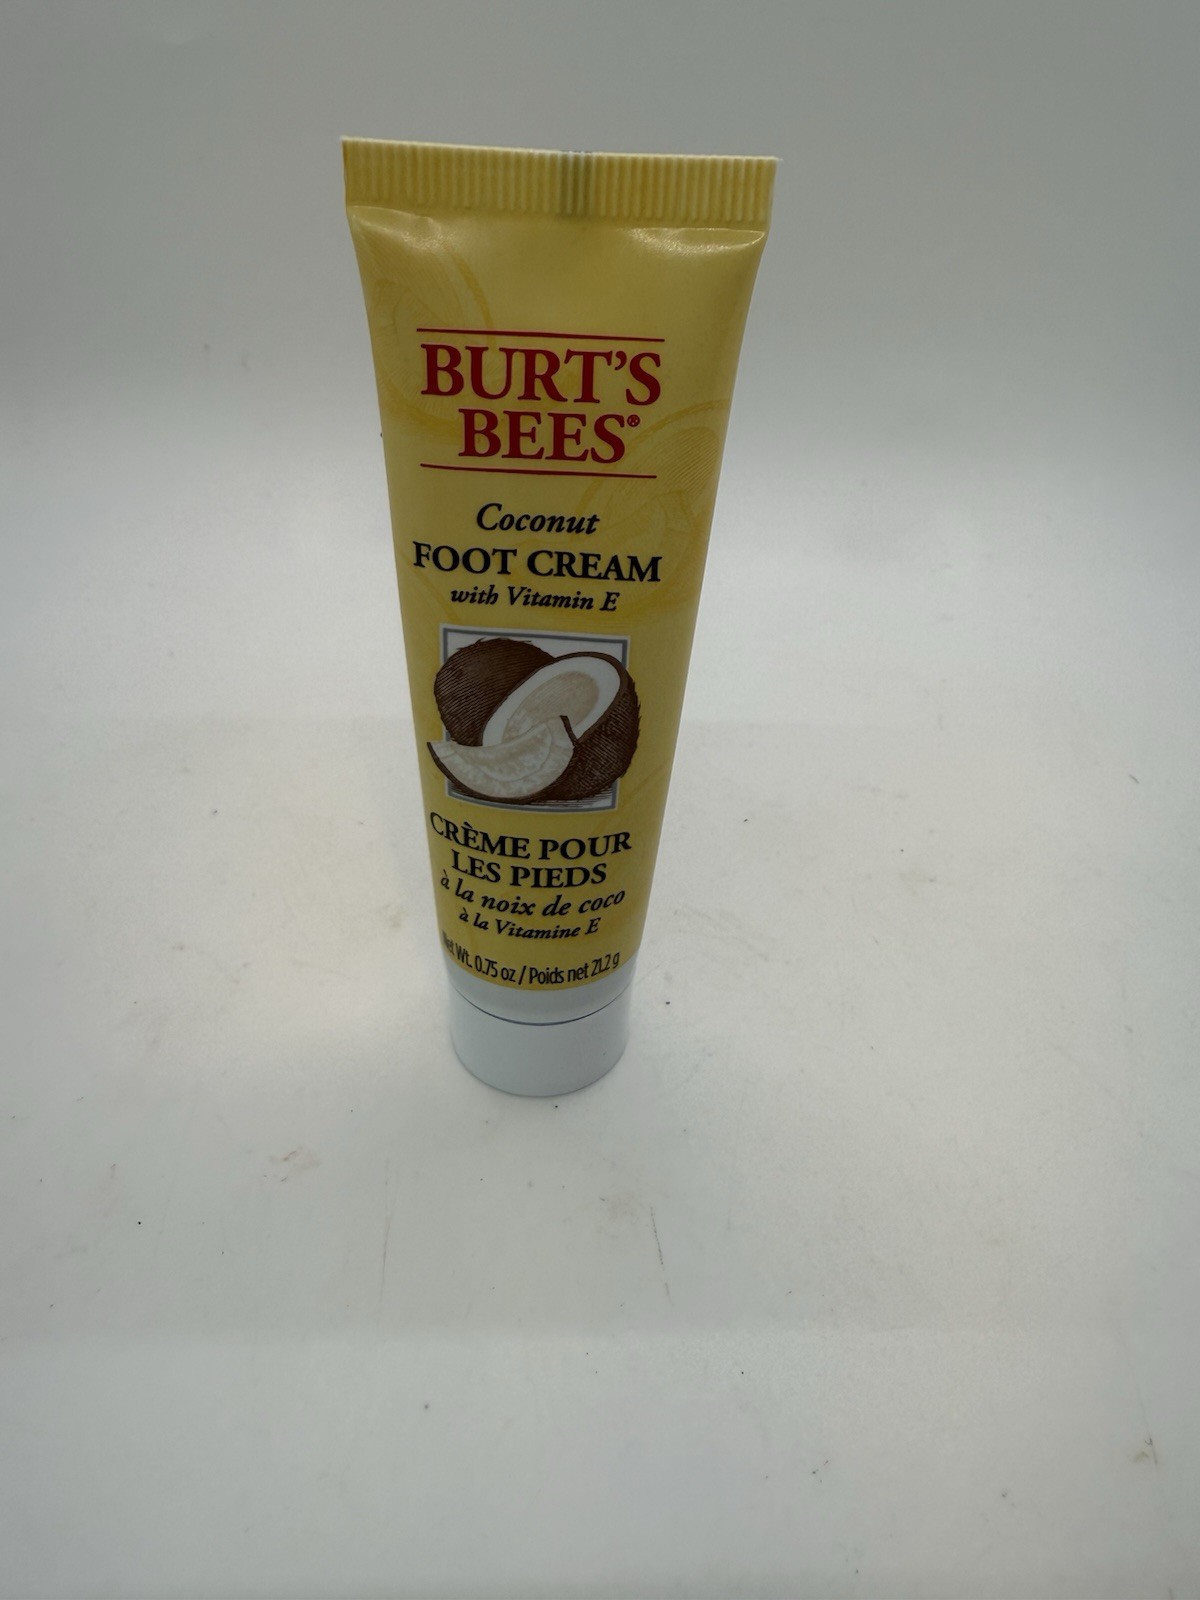 BURT'S
BEES®
Coconut
FOOT CREAM
with Vitamin E
CRÈME POUR
LES PIEDS
à la noix de coco
à la Vitamine E
Net Wt. 0.75 oz / Poids net 21.2 g